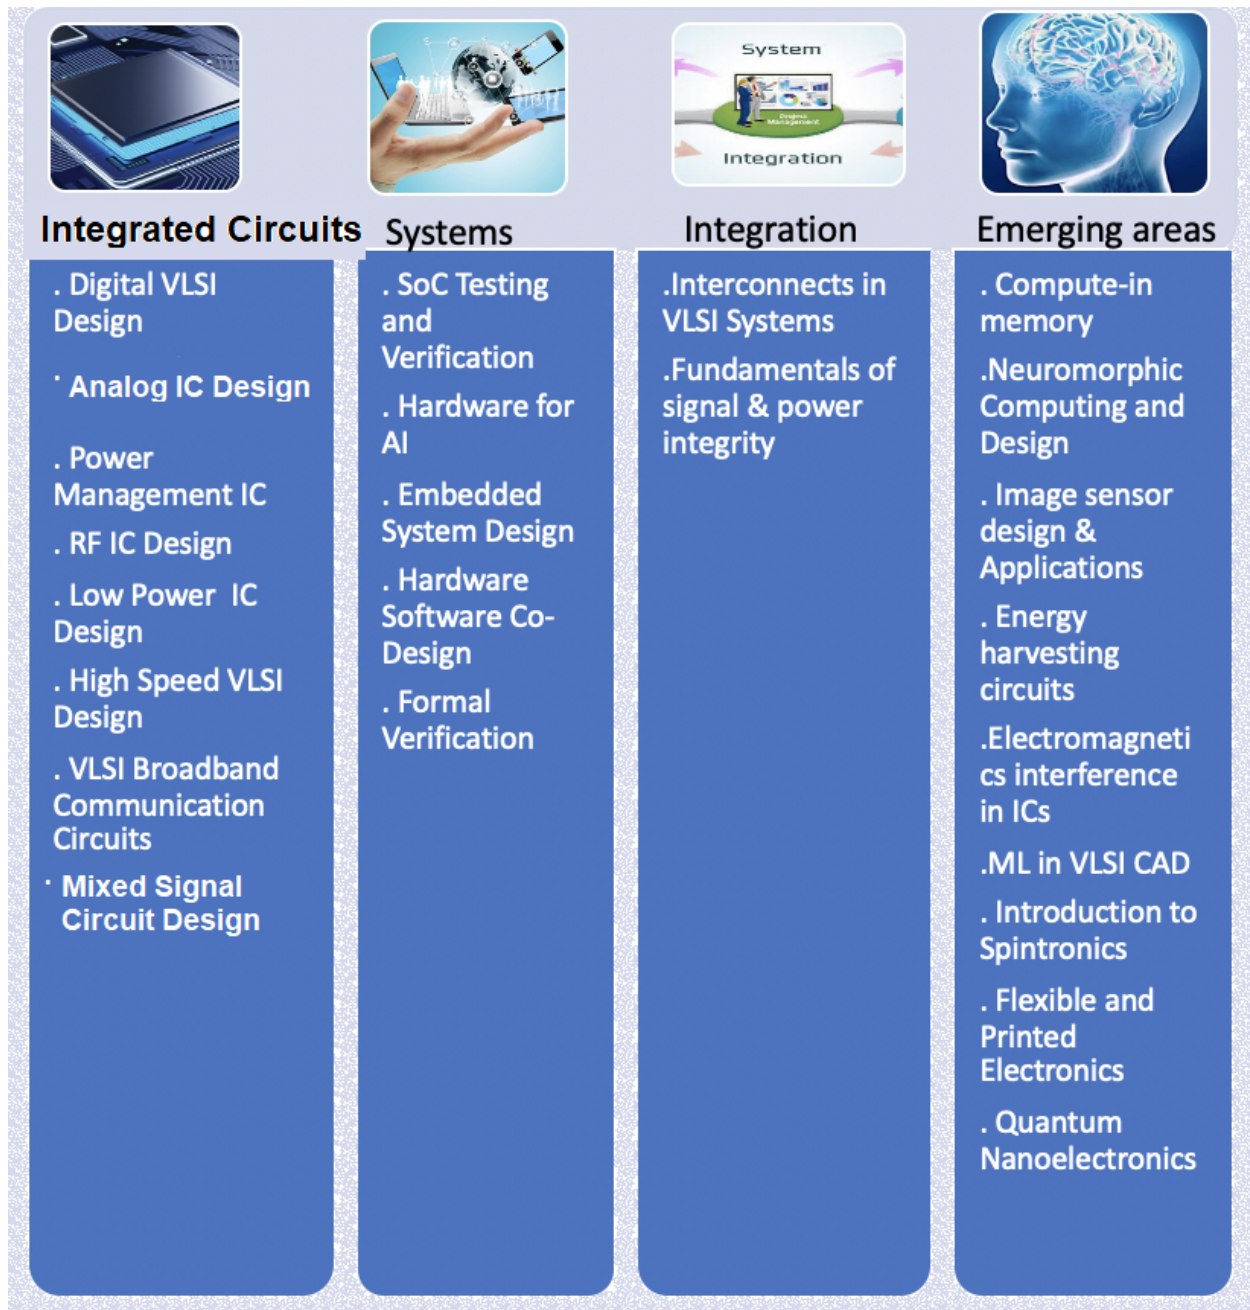 System
Project
Management
Integration
Integrated Circuits
. Digital VLSI
Design
. Analog IC Design
. Power
Management IC
. RF IC Design
. Low Power IC
Design
. High Speed VLSI
Design
. VLSI Broadband
Communication
Circuits
. Mixed Signal
Circuit Design
Systems
. SoC Testing
and
Verification
. Hardware for
AI
. Embedded
System Design
. Hardware
Software Co-
Design
. Formal
Verification
Integration
.Interconnects in
VLSI Systems
.Fundamentals of
signal & power
integrity
Emerging areas
. Compute-in
memory
.Neuromorphic
Computing and
Design
. Image sensor
design &
Applications
. Energy
harvesting
circuits
.Electromagneti
cs interference
in ICs
.ML in VLSI CAD
. Introduction to
Spintronics
. Flexible and
Printed
Electronics
. Quantum
Nanoelectronics